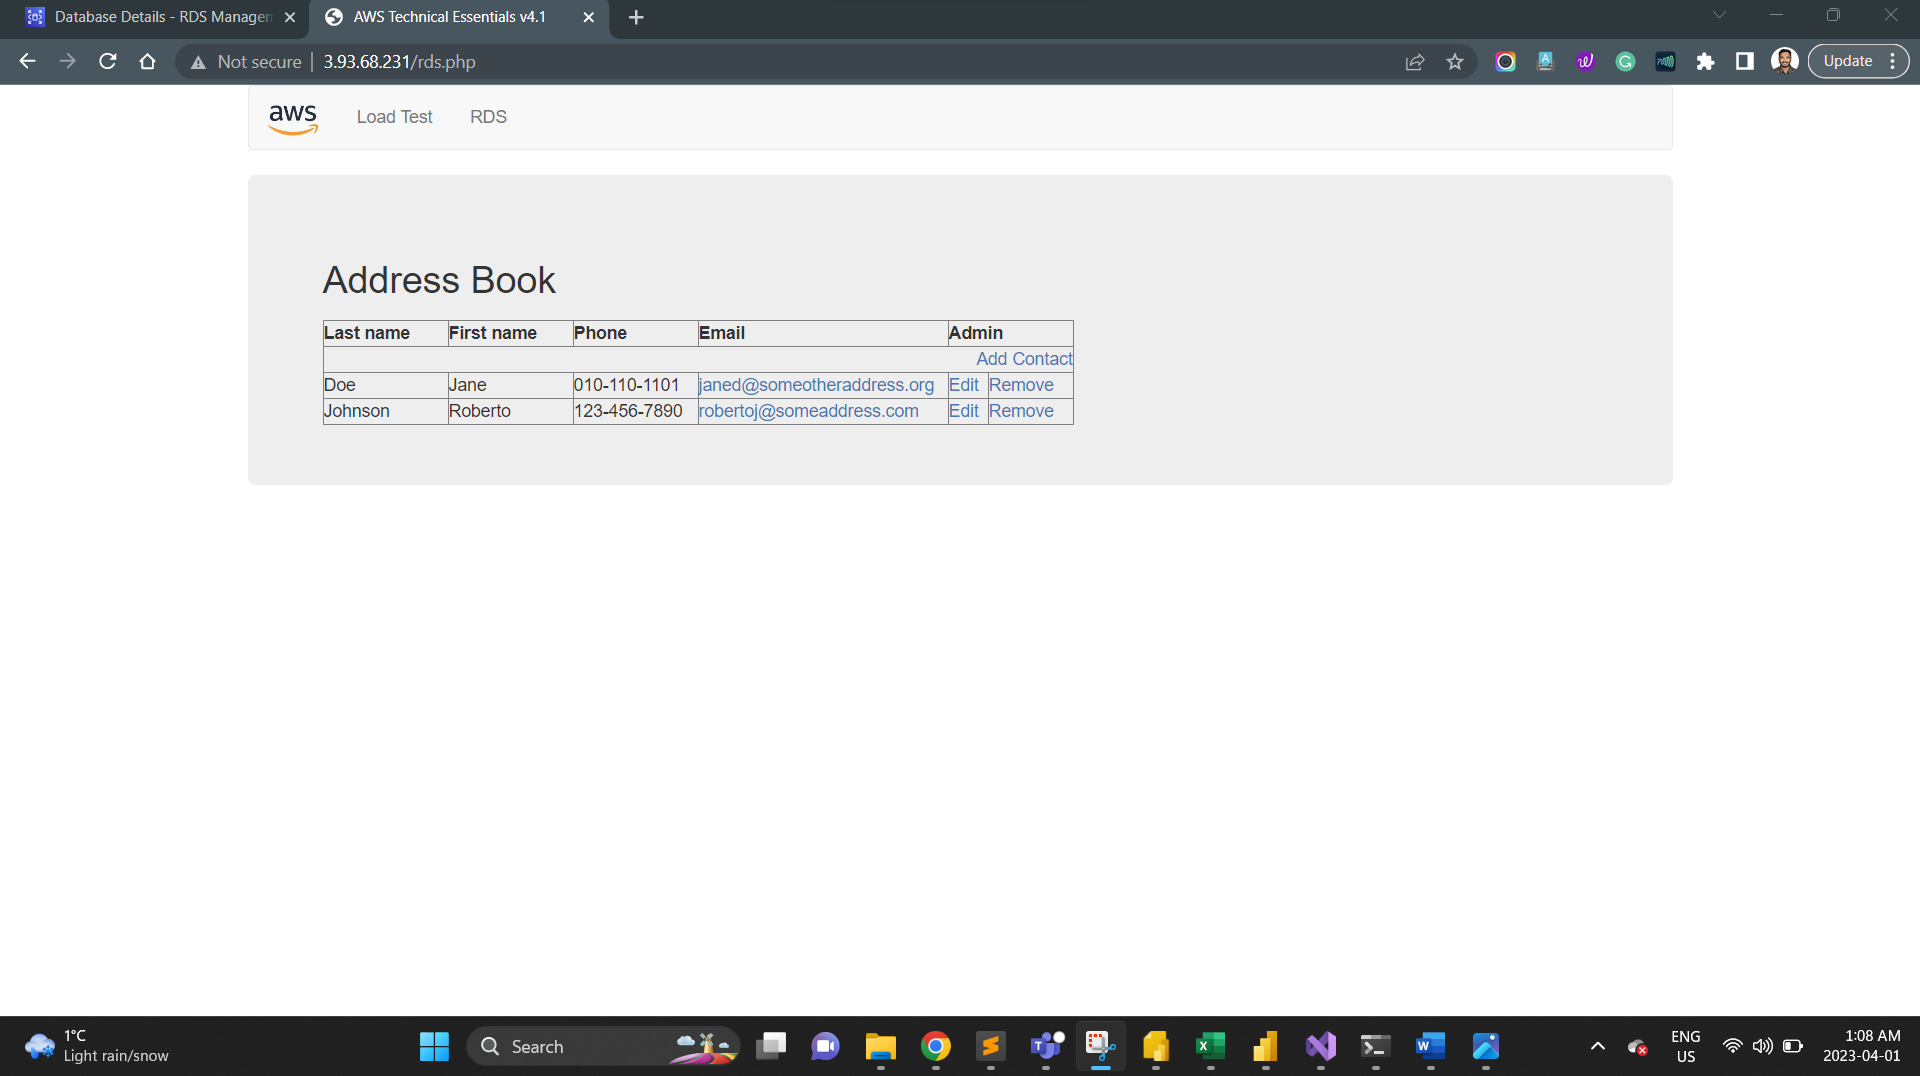 Database Details - RDS Managem
AWS Technical Essentials v4.1
Not secure
3.93.68.231/rds.php
Update
aws
Load Test
RDS
Address Book
Last name First name Phone Email Admin
Add Contact
Doe Jane 010-110-1101 janed@someotheraddress.org Edit Remove
Johnson Roberto 123-456-7890 robertoj@someaddress.com Edit Remove
1°C
Light rain/snow
Search
ENG
US
1:08 AM
2023-04-01